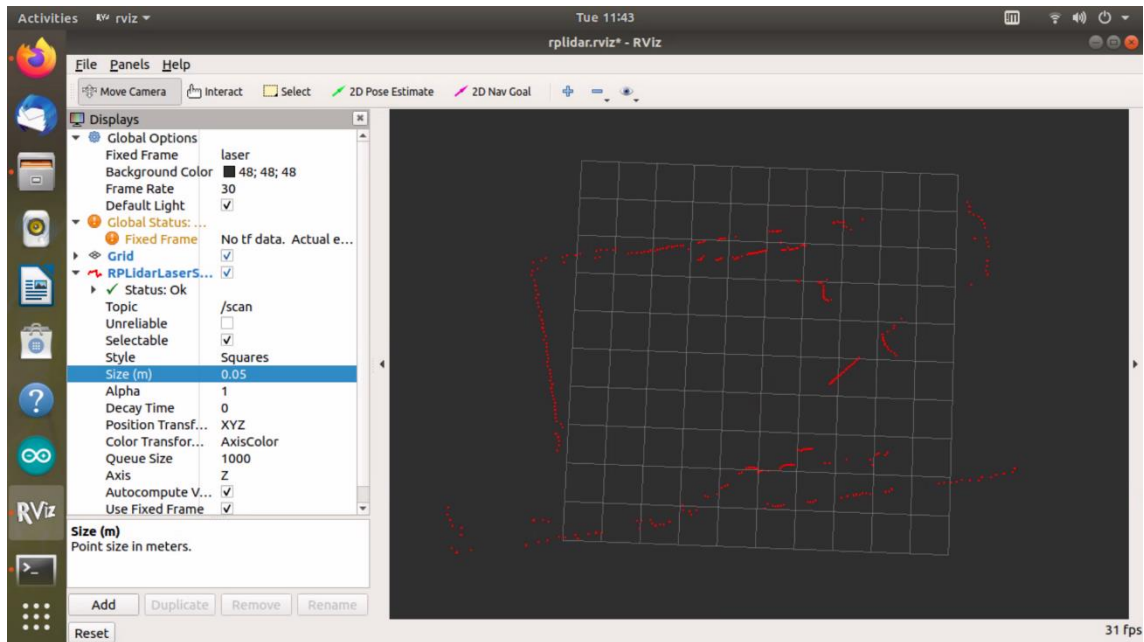 Activities RViz rviz Tue 11:43
rplidar.rviz* - RViz
File Panels Help
Move Camera Interact Select 2D Pose Estimate 2D Nav Goal
Displays
Global Options
Fixed Frame laser
Background Color 48; 48; 48
Frame Rate 30
Default Light
Global Status: ...
Fixed Frame No tf data. Actual e...
Grid
RPLidarLaserS...
Status: Ok
Topic /scan
Unreliable
Selectable
Style Squares
Size (m) 0.05
Alpha 1
Decay Time 0
Position Transf... XYZ
Color Transfor... AxisColor
Queue Size 1000
Axis Z
Autocompute V...
Use Fixed Frame
RViz
Size (m)
Point size in meters.
Add Duplicate Remove Rename
Reset 31 fps